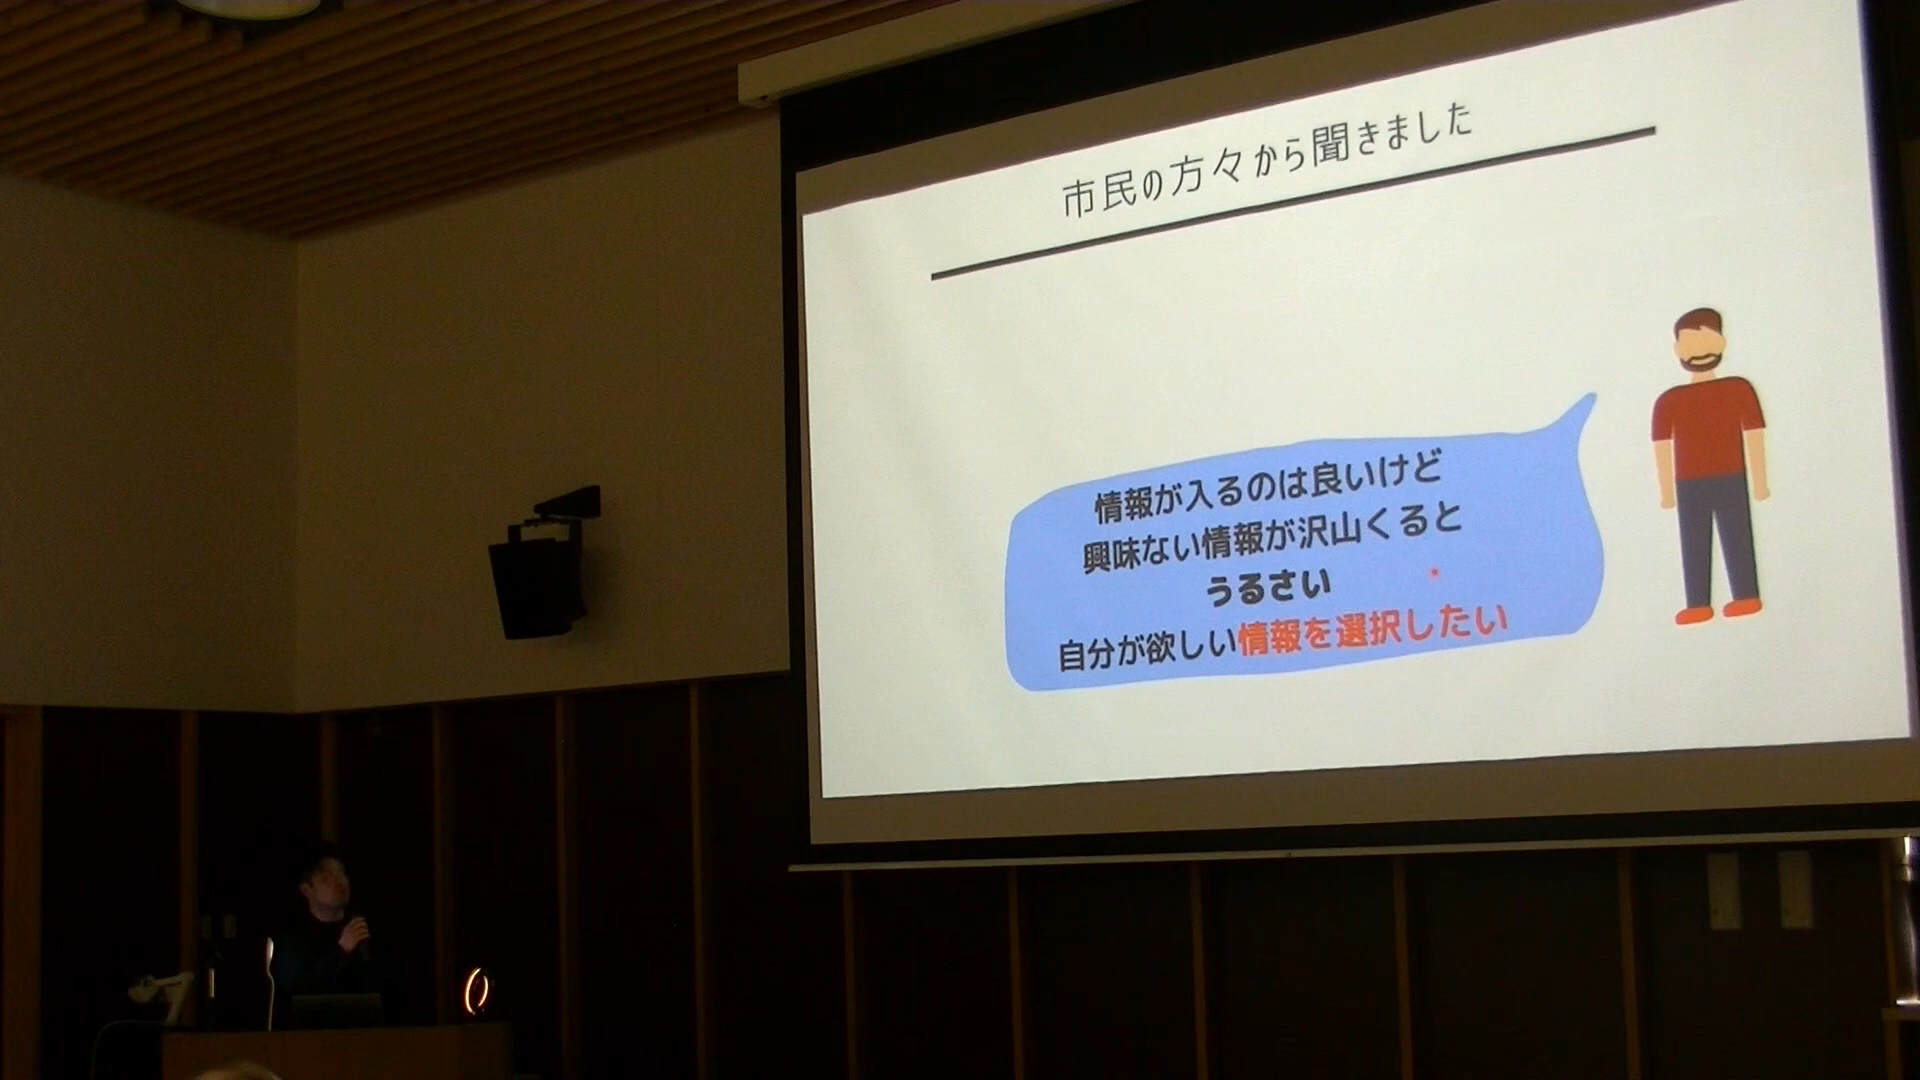 市民の方々から聞きました
情報が入るのは良いけど
興味ない情報が沢山くると
うるさい
自分が欲しい情報を選択したい